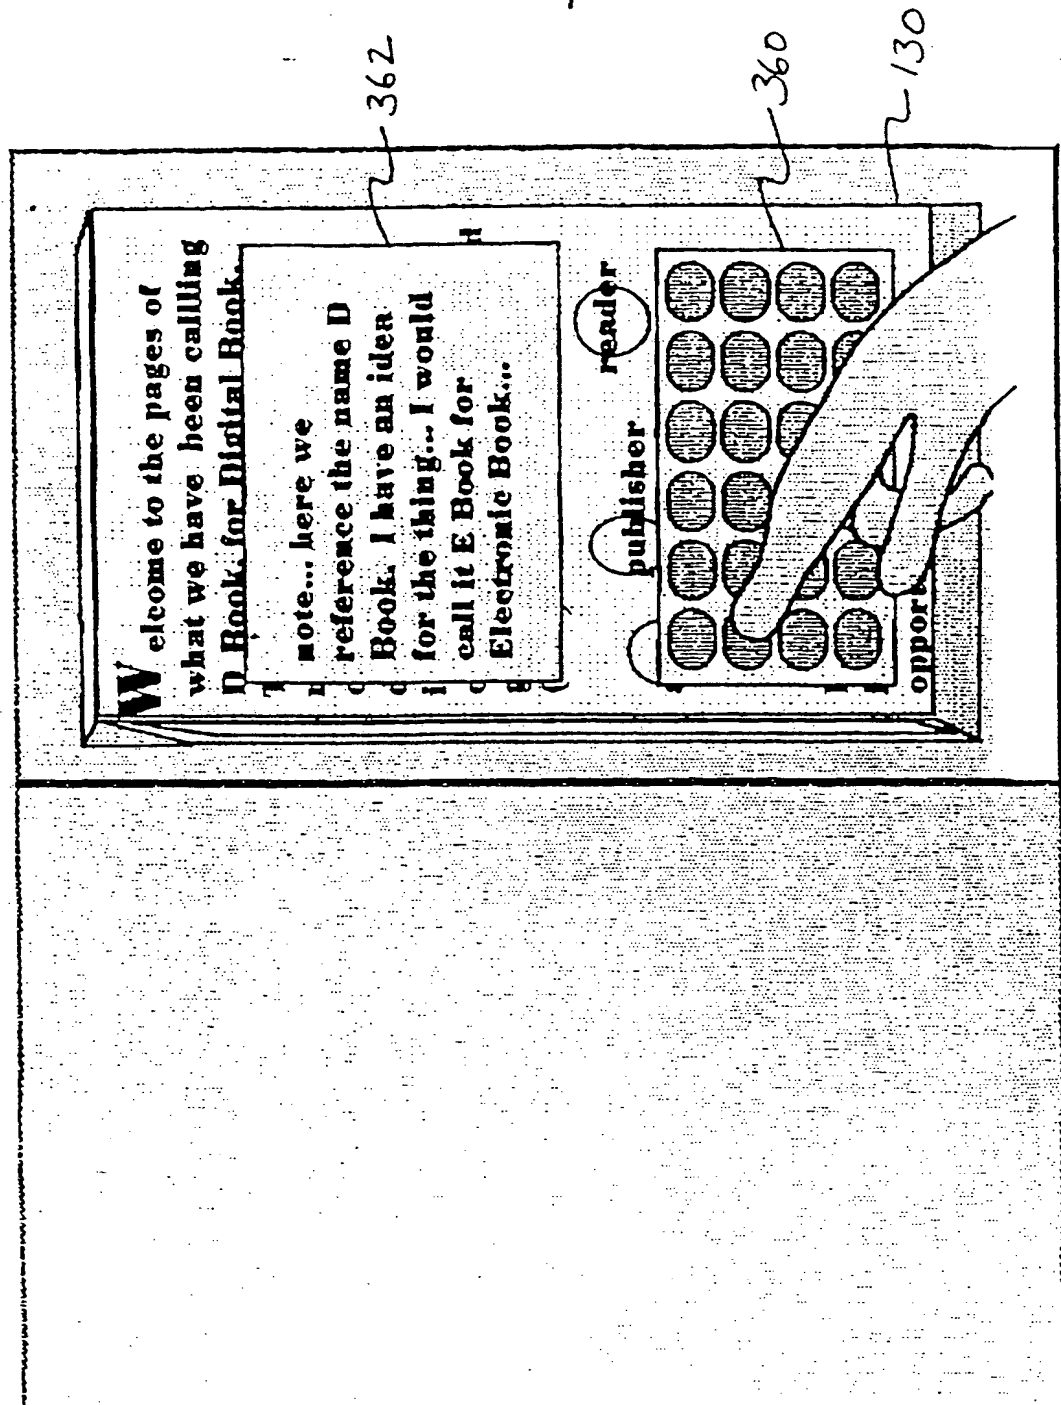 Welcome to the pages of
what we have been callling
D Book, for Digital Book.
note... here we
reference the name D
Book. I have an idea
for the thing... I would
call it E Book for
Electronic Book...
publisher
reader
opport
362
360
130